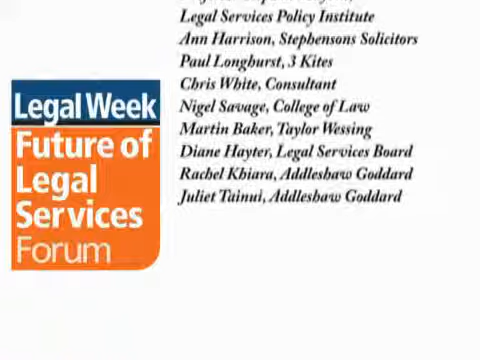 Legal Services Policy Institute
Ann Harrison, Stephensons Solicitors
Paul Longhurst, 3 Kites
Chris White, Consultant
Nigel Savage, College of Law
Martin Baker, Taylor Wessing
Diane Hayter, Legal Services Board
Rachel Khiara, Addleshaw Goddard
Juliet Tainui, Addleshaw Goddard
Legal Week
Future of
Legal
Services
Forum